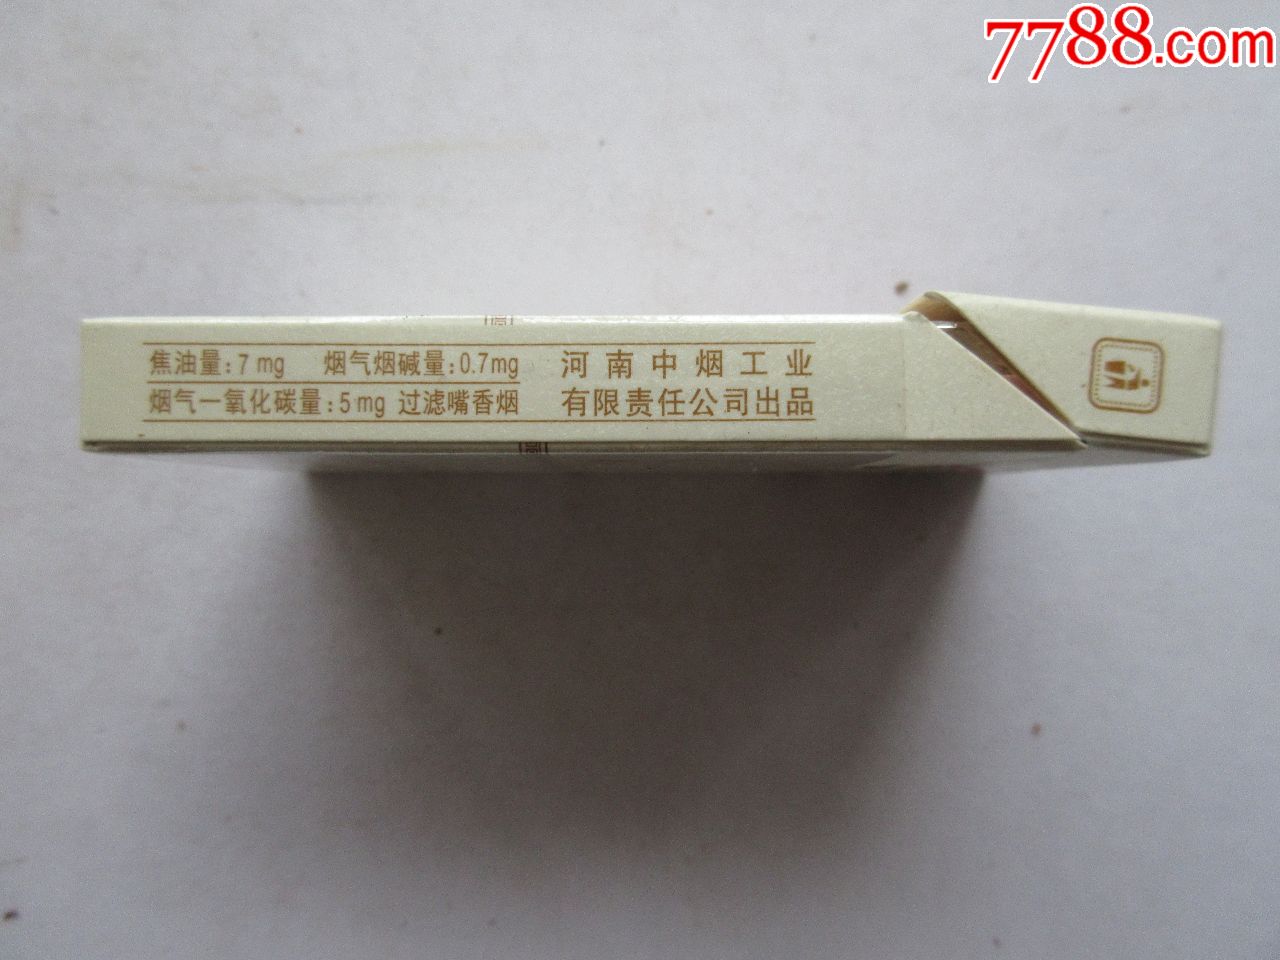 7788.com
焦油量:7mg 烟气烟碱量:0.7mg
烟气一氧化碳量:5mg 过滤嘴香烟
河南中烟工业
有限责任公司出品